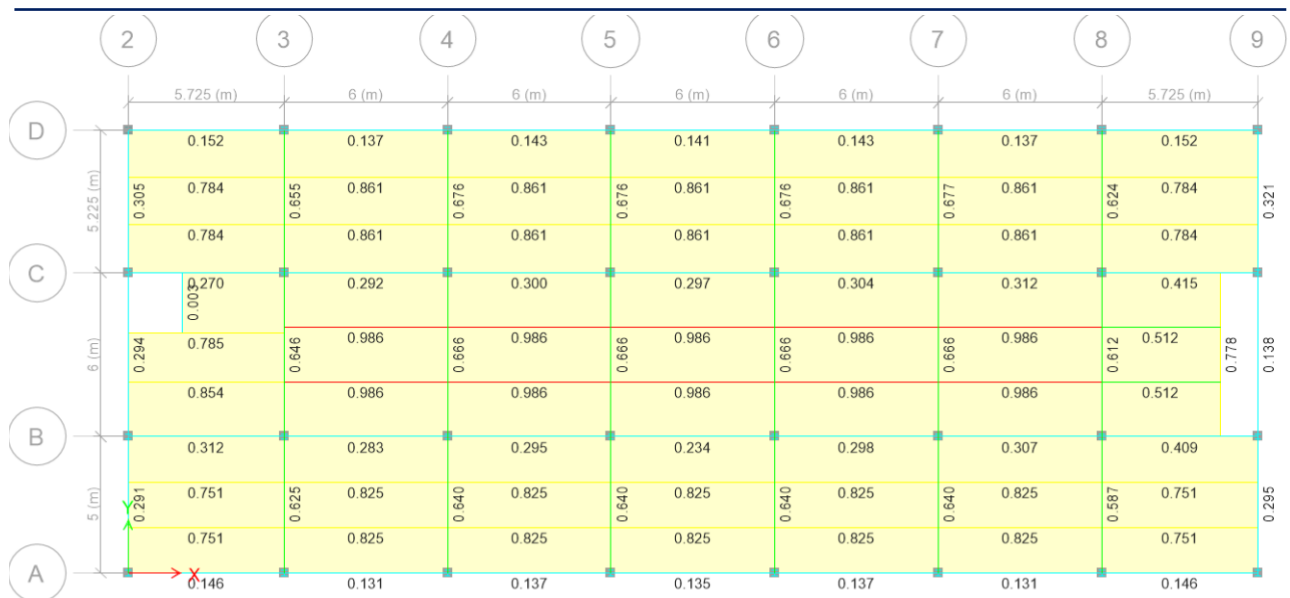 2 3 4 5 6 7 8 9
5.725 (m) 6 (m) 6 (m) 6 (m) 6 (m) 6 (m) 5.725 (m)
D
0.152 0.137 0.143 0.141 0.143 0.137 0.152
5.225 (m)
0.305 0.784 0.655 0.861 0.676 0.861 0.676 0.861 0.676 0.861 0.677 0.861 0.624 0.784 0.321
0.784 0.861 0.861 0.861 0.861 0.861 0.784
C
0.003 0.270 0.292 0.300 0.297 0.304 0.312 0.415
6 (m)
0.294 0.785 0.646 0.986 0.666 0.986 0.666 0.986 0.666 0.986 0.666 0.986 0.612 0.512 0.778 0.138
0.854 0.986 0.986 0.986 0.986 0.986 0.512
B
0.312 0.283 0.295 0.234 0.298 0.307 0.409
5 (m)
Y 0.291 0.751 0.625 0.825 0.640 0.825 0.640 0.825 0.640 0.825 0.640 0.825 0.587 0.751 0.295
0.751 0.825 0.825 0.825 0.825 0.825 0.751
A X
0.146 0.131 0.137 0.135 0.137 0.131 0.146